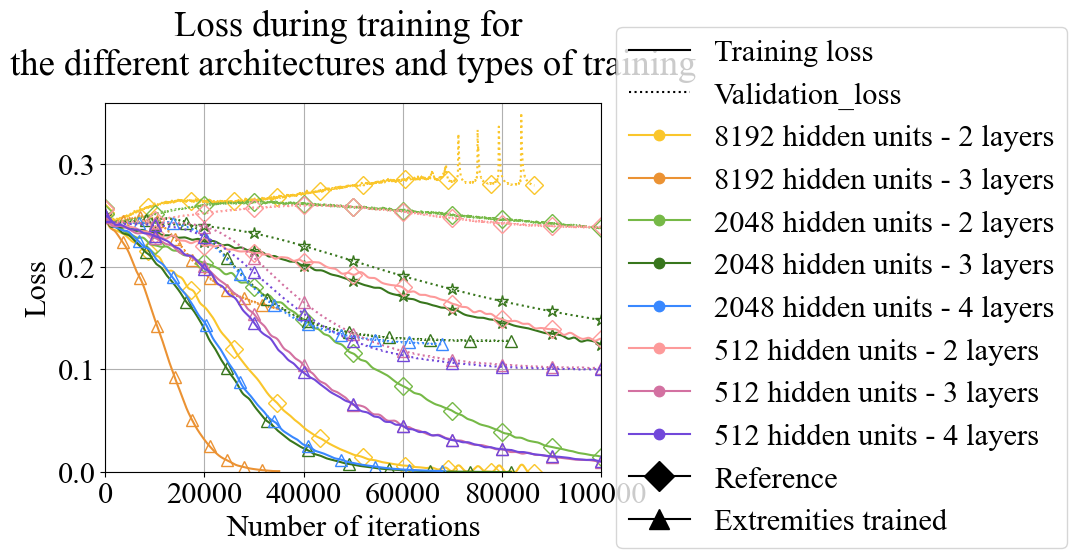 Loss during training for
the different architectures and types of training
Loss
0.3
0.2
0.1
0.0
0
20000
40000
60000
80000
100000
Number of iterations
Training loss
Validation_loss
8192 hidden units - 2 layers
8192 hidden units - 3 layers
2048 hidden units - 2 layers
2048 hidden units - 3 layers
2048 hidden units - 4 layers
512 hidden units - 2 layers
512 hidden units - 3 layers
512 hidden units - 4 layers
Reference
Extremities trained